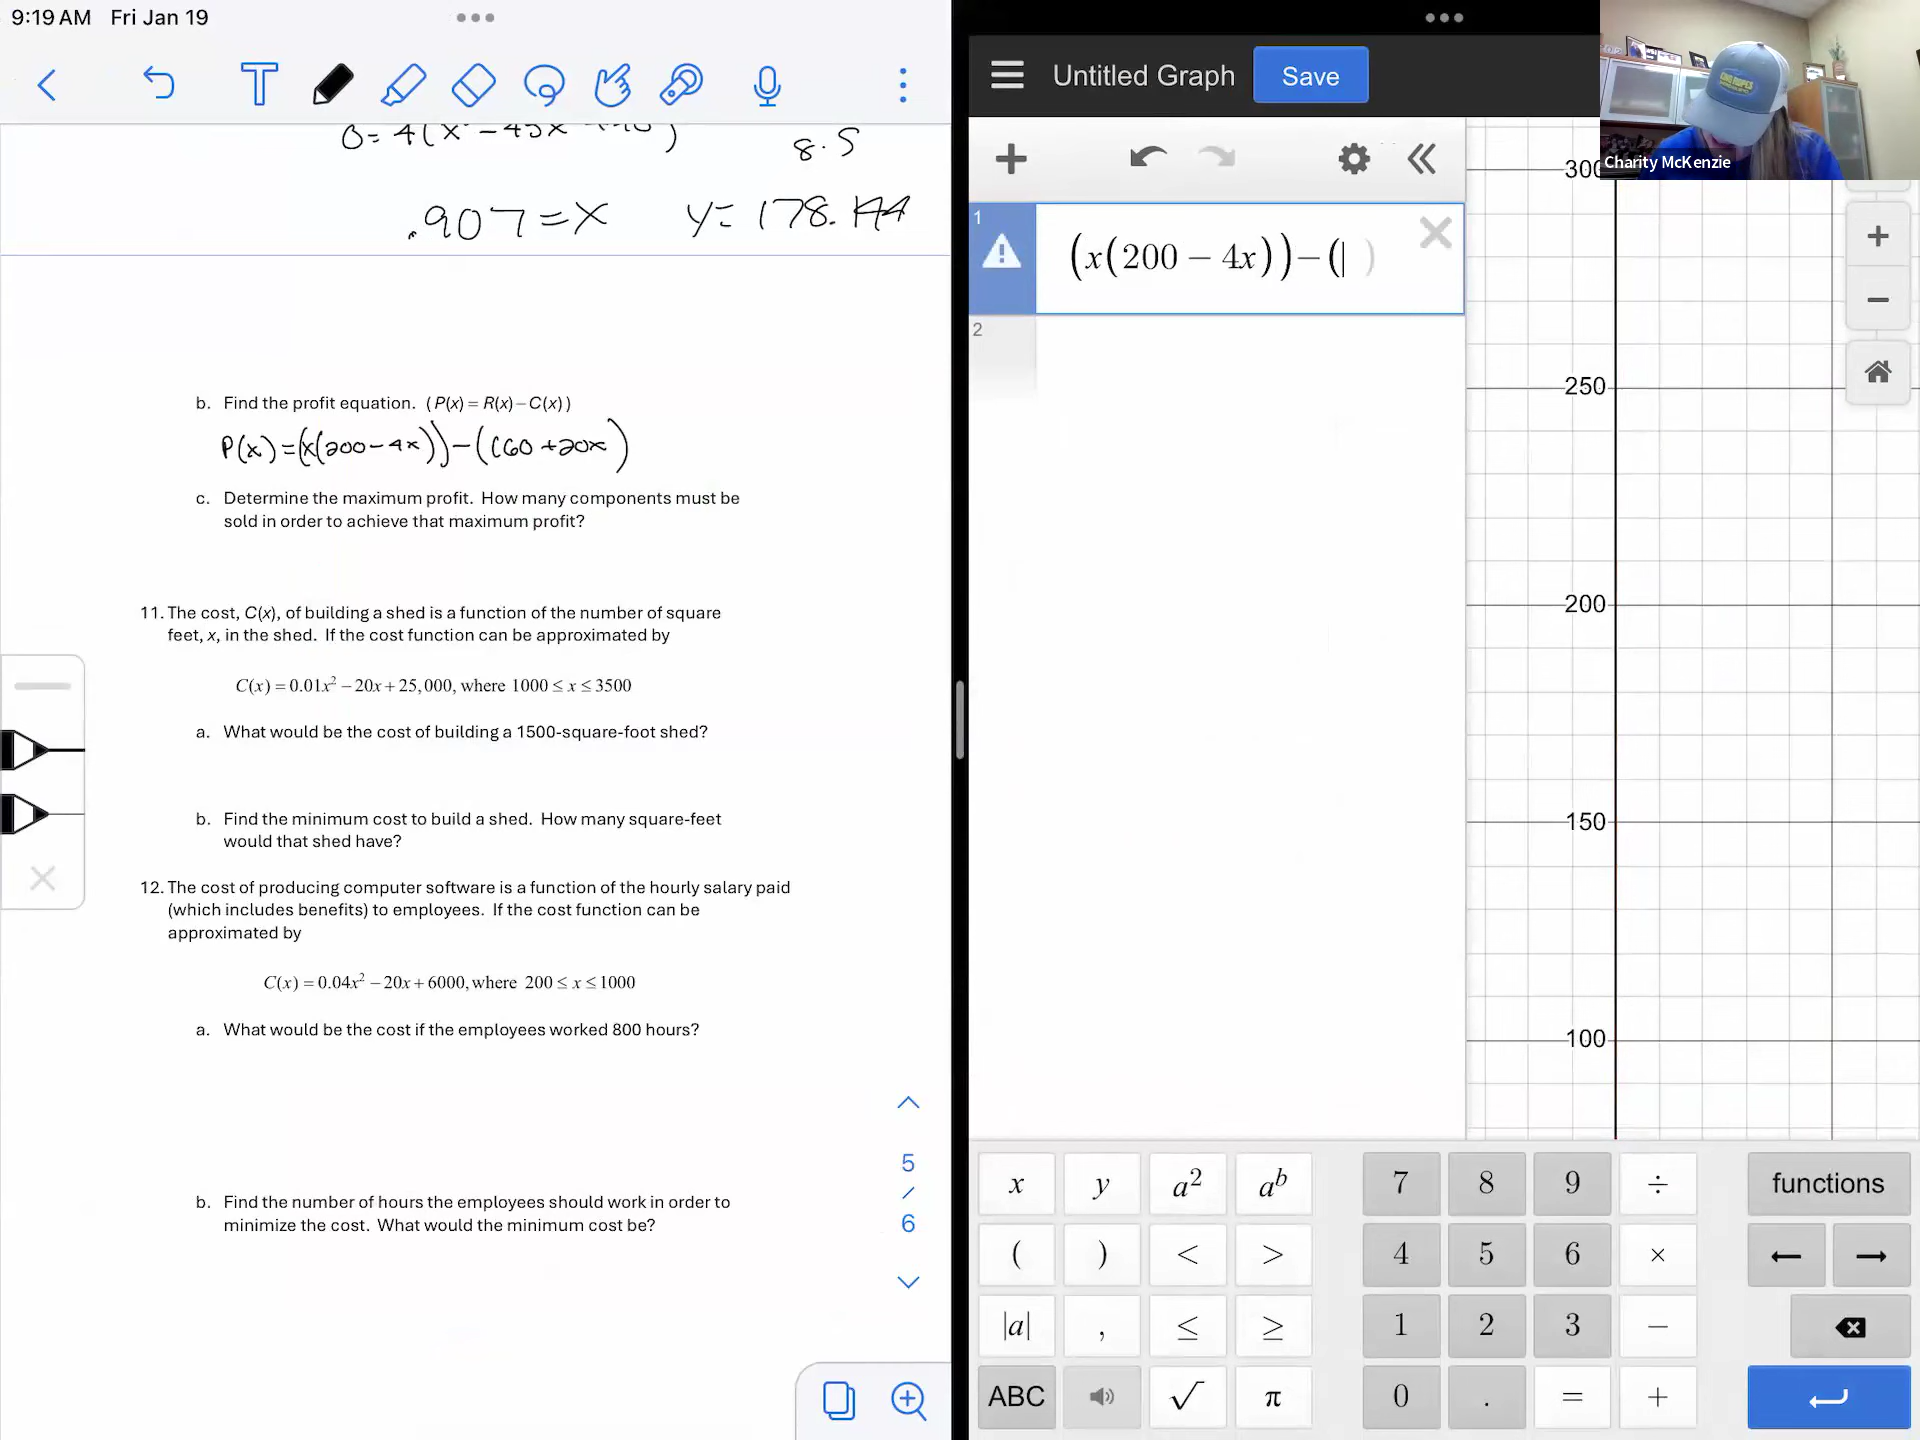 9:19 AM Fri Jan 19
T
8.5
.907 = x y = 178.144
b. Find the profit equation. (P(x) = R(x) – C(x))
P(x) = (x(200 - 4x)) - (160 + 20x)
c. Determine the maximum profit. How many components must be
sold in order to achieve that maximum profit?
11. The cost, C(x), of building a shed is a function of the number of square
feet, x, in the shed. If the cost function can be approximated by
C(x) = 0.01x² – 20x + 25,000, where 1000 ≤ x ≤ 3500
a. What would be the cost of building a 1500-square-foot shed?
b. Find the minimum cost to build a shed. How many square-feet
would that shed have?
12. The cost of producing computer software is a function of the hourly salary paid
(which includes benefits) to employees. If the cost function can be
approximated by
C(x) = 0.04x² – 20x + 6000, where 200 ≤ x ≤ 1000
a. What would be the cost if the employees worked 800 hours?
b. Find the number of hours the employees should work in order to
minimize the cost. What would the minimum cost be?
5
/
6
Untitled Graph Save
1
(x(200 – 4x)) – ( )
2
Charity McKenzie
300
250
200
150
100
x y a² aᵇ 7 8 9 ÷ functions
( ) < > 4 5 6 × ← →
|a| , ≤ ≥ 1 2 3 −
ABC √ π 0 . = +